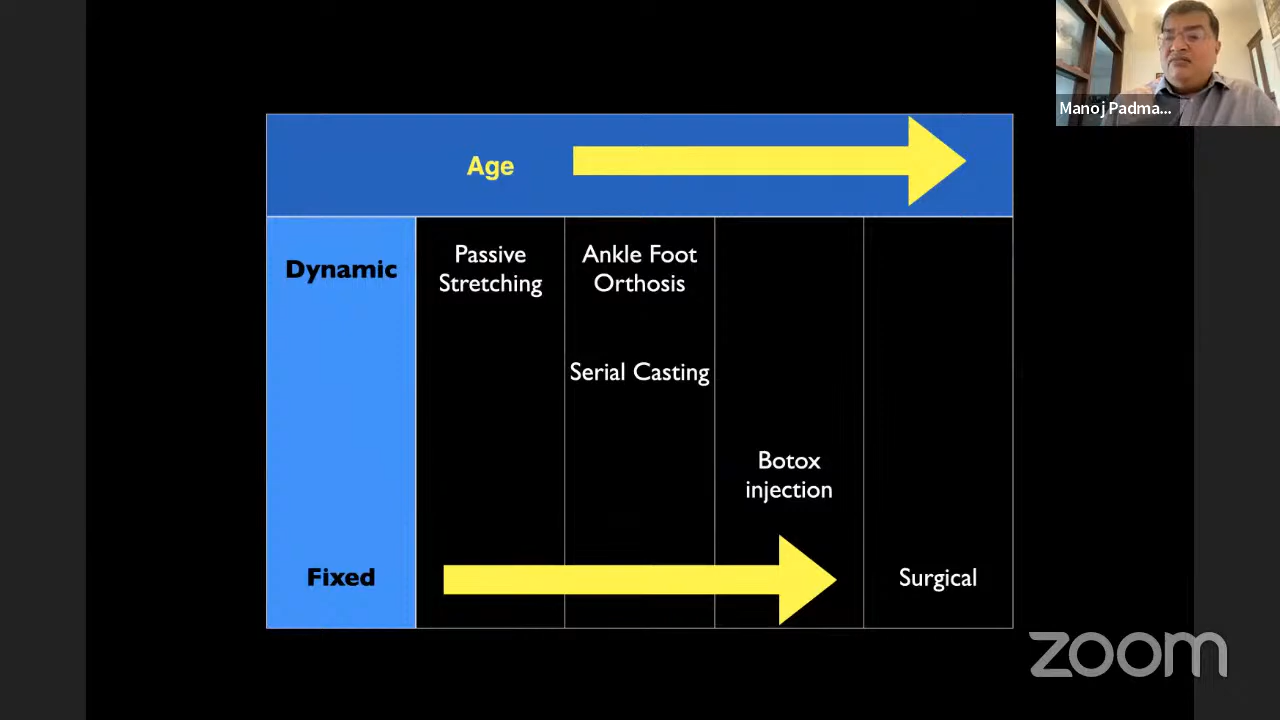 Manoj Padma...
Age
Dynamic
Passive
Stretching
Ankle Foot
Orthosis
Serial Casting
Botox
injection
Fixed
Surgical
zoom